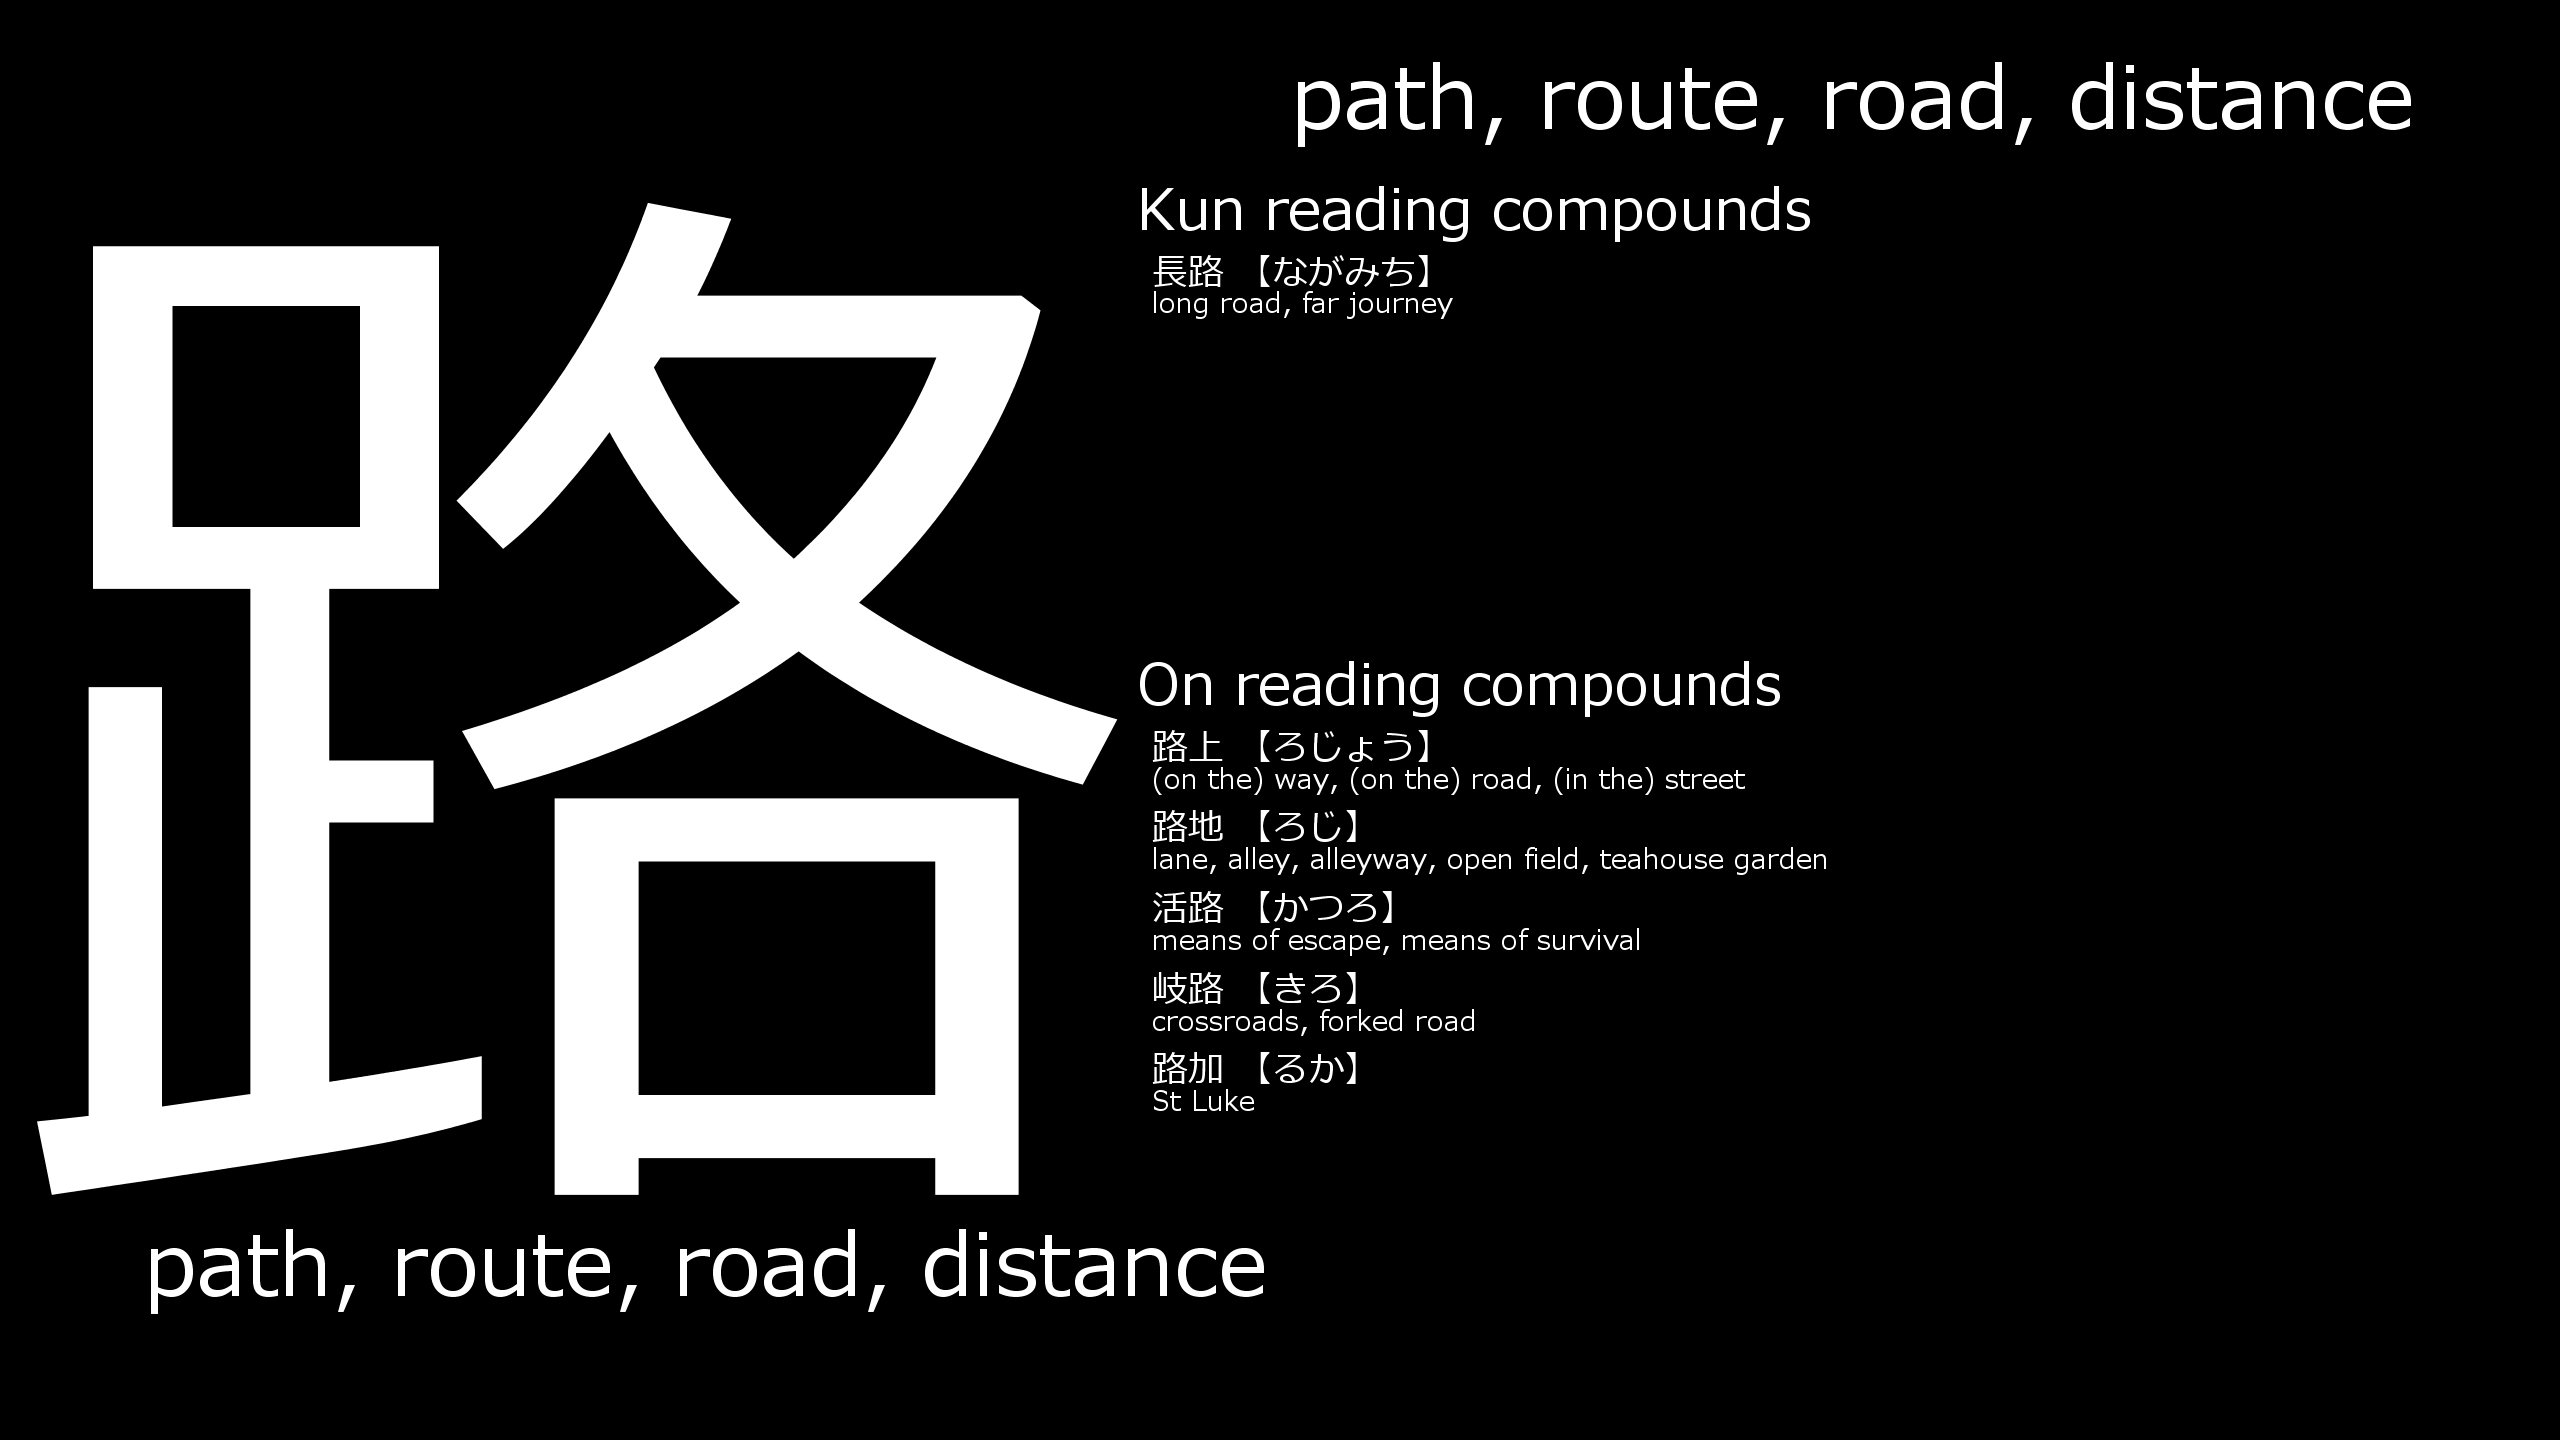 路
path, route, road, distance
path, route, road, distance
Kun reading compounds
長路 【ながみち】
long road, far journey
On reading compounds
路上 【ろじょう】
(on the) way, (on the) road, (in the) street
路地 【ろじ】
lane, alley, alleyway, open field, teahouse garden
活路 【かつろ】
means of escape, means of survival
岐路 【きろ】
crossroads, forked road
路加 【るか】
St Luke